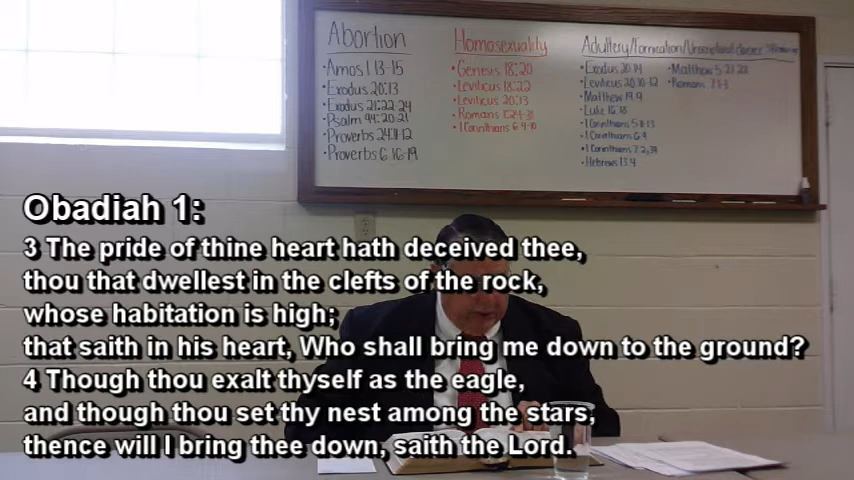 Abortion
•Amos 1 13-15
•Exodus 20:13
•Exodus 21:22,24
•Psalm 94:20-21
•Proverbs 24:11-12
•Proverbs 6:16-19
Homosexuality
•Genesis 18:20
•Leviticus 18:22
•Leviticus 20:13
•Romans 1:24-31
•1 Corinthians 6:9-10
Adultery/Fornication/Unscriptural divorce
•Exodus 20:14
•Leviticus 20:10-12
•Matthew 19:9
•Luke 16:18
•1 Corinthians 5:1-13
•1 Corinthians 6:9
•1 Corinthians 7:2,39
•Hebrews 13:4
•Matthew 5:27,28
•Romans 7:1-3
Obadiah 1:
3 The pride of thine heart hath deceived thee,
thou that dwellest in the clefts of the rock,
whose habitation is high;
that saith in his heart, Who shall bring me down to the ground?
4 Though thou exalt thyself as the eagle,
and though thou set thy nest among the stars,
thence will I bring thee down, saith the Lord.